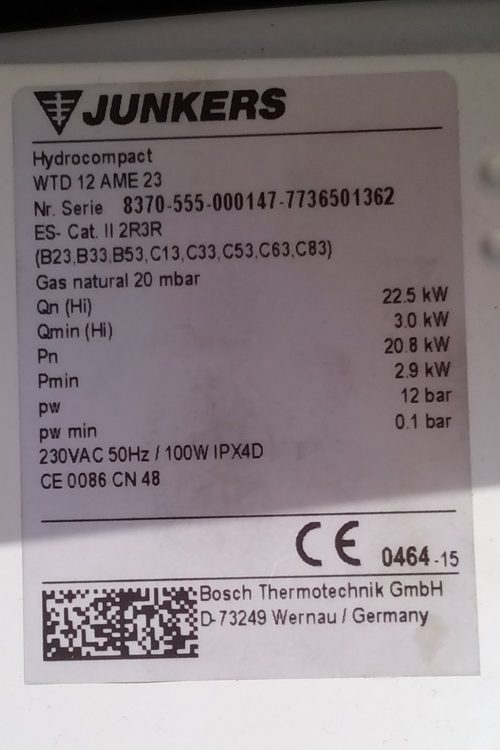 JUNKERS
Hydrocompact
WTD 12 AME 23
Nr. Serie 8370-555-000147-7736501362
ES- Cat. II 2R3R
(B23,B33,B53,C13,C33,C53,C63,C83)
Gas natural 20 mbar
Qn (Hi) 22.5 kW
Qmin (Hi) 3.0 kW
Pn 20.8 kW
Pmin 2.9 kW
pw 12 bar
pw min 0.1 bar
230VAC 50Hz / 100W IPX4D
CE 0086 CN 48
CE 0464 -15
Bosch Thermotechnik GmbH
D-73249 Wernau / Germany